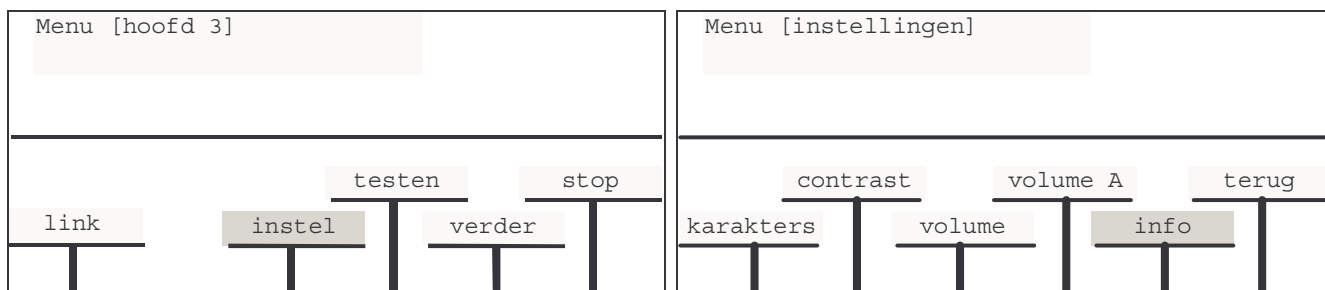 Menu [hoofd 3]
testen stop
link instel verder
Menu [instellingen]
contrast volume A terug
karakters volume info